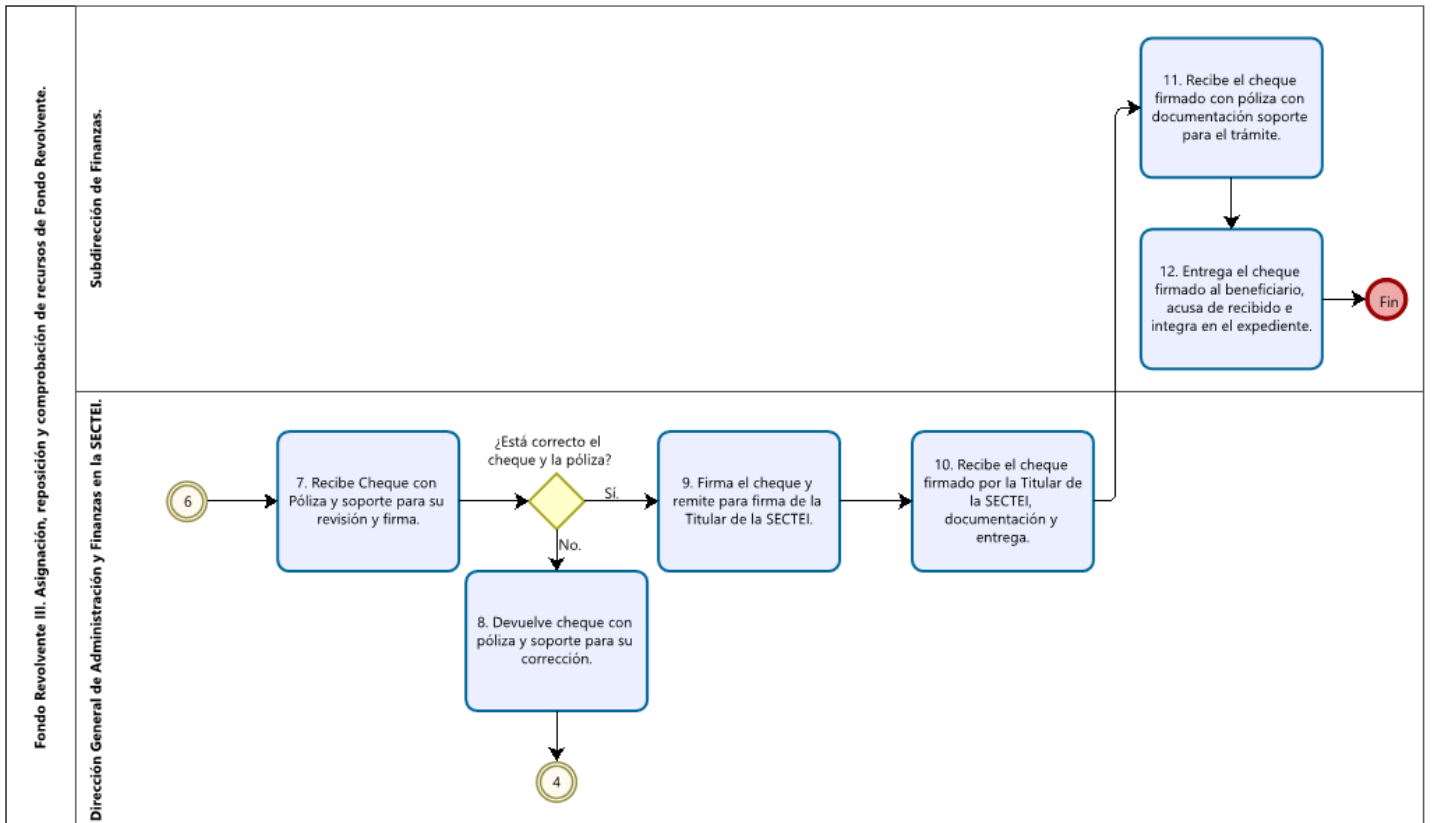 Fondo Revolvente III. Asignación, reposición y comprobación de recursos de Fondo Revolvente.
Subdirección de Finanzas.
11. Recibe el cheque
firmado con póliza con
documentación soporte
para el trámite.
12. Entrega el cheque
firmado al beneficiario,
acusa de recibido e
integra en el expediente.
Fin
Dirección General de Administración y Finanzas en la SECTEI.
6
7. Recibe Cheque con
Póliza y soporte para su
revisión y firma.
¿Está correcto el
cheque y la póliza?
Sí.
No.
9. Firma el cheque y
remite para firma de la
Titular de la SECTEI.
10. Recibe el cheque
firmado por la Titular de
la SECTEI,
documentación y
entrega.
8. Devuelve cheque con
póliza y soporte para su
corrección.
4